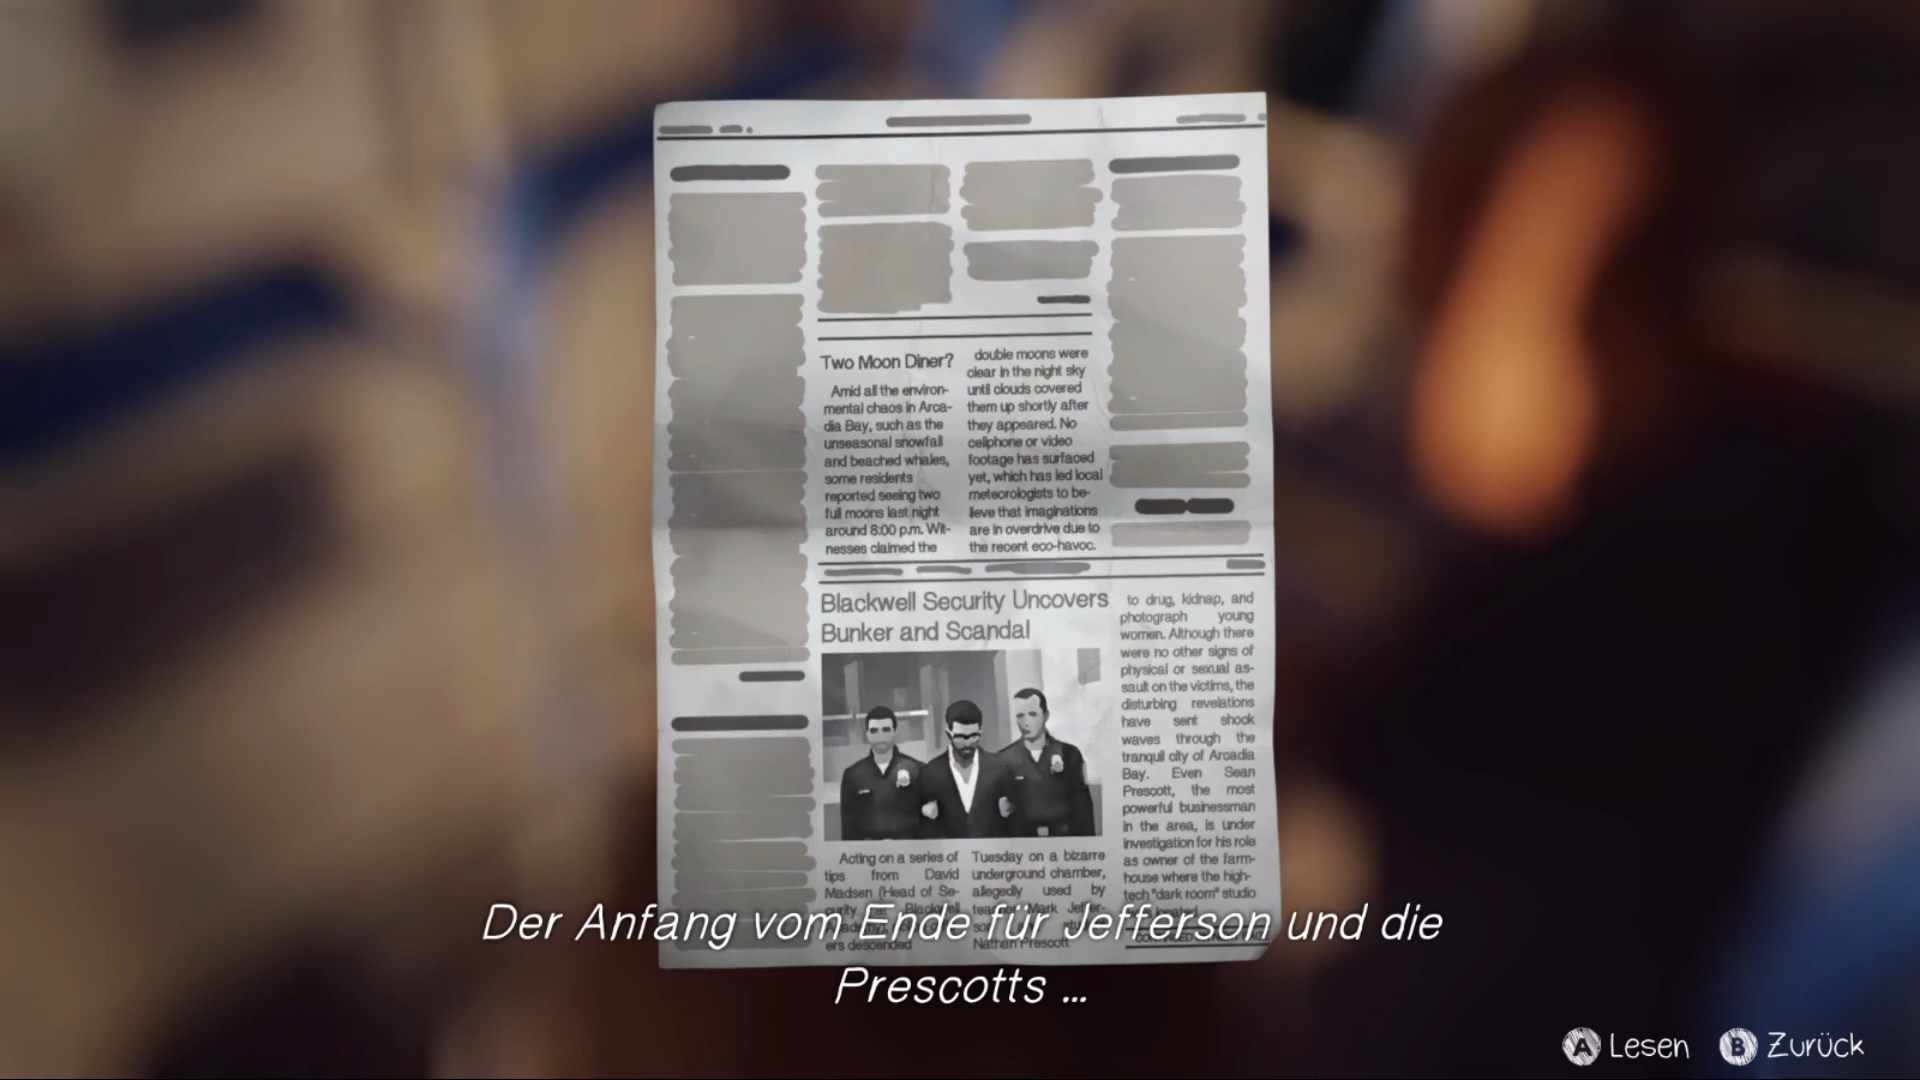 Two Moon Diner?
Amid all the environ-
mental chaos in Arca-
dia Bay, such as the
unseasonal snowfall
and beached whales,
some residents
reported seeing two
full moons last night
around 8:00 p.m. Wit-
nesses claimed the
double moons were
clear in the night sky
until clouds covered
them up shortly after
they appeared. No
cellphone or video
footage has surfaced
yet, which has led local
meteorologists to be-
lieve that imaginations
are in overdrive due to
the recent eco-havoc.
Blackwell Security Uncovers
Bunker and Scandal
Acting on a series of
tips from David
Madsen (Head of Se-
curity Blackwell
ers descended
Tuesday on a bizarre
underground chamber,
allegedly used by
Mark Jeffer-
Nathan Prescott
to drug, kidnap, and
photograph young
women. Although there
were no other signs of
physical or sexual as-
sault on the victims, the
disturbing revelations
have sent shock
waves through the
tranquil city of Arcadia
Bay. Even Sean
Prescott, the most
powerful businessman
in the area, is under
investigation for his role
as owner of the farm-
house where the high-
tech "dark room" studio
Der Anfang vom Ende für Jefferson und die
Prescotts ...
A Lesen B Zurück